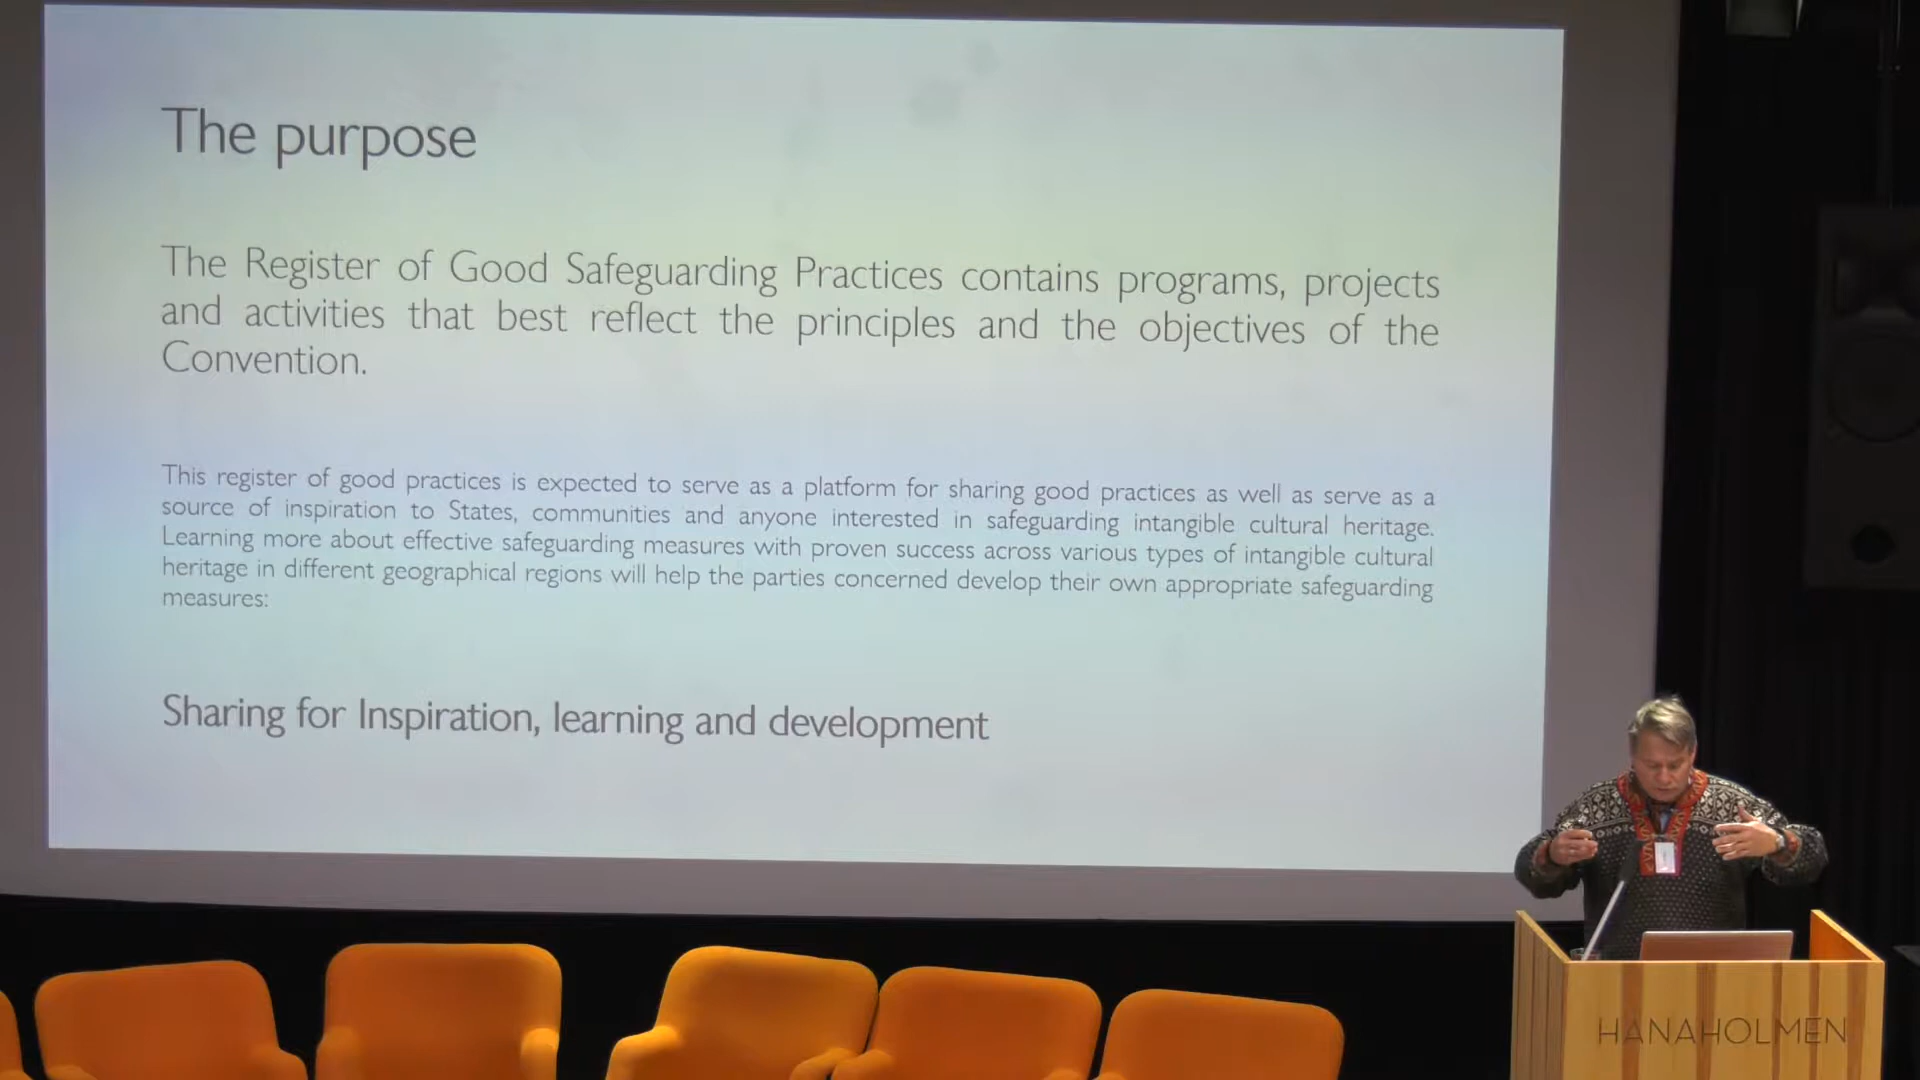 The purpose
The Register of Good Safeguarding Practices contains programs, projects
and activities that best reflect the principles and the objectives of the
Convention.
This register of good practices is expected to serve as a platform for sharing good practices as well as serve as a
source of inspiration to States, communities and anyone interested in safeguarding intangible cultural heritage.
Learning more about effective safeguarding measures with proven success across various types of intangible cultural
heritage in different geographical regions will help the parties concerned develop their own appropriate safeguarding
measures:
Sharing for Inspiration, learning and development
HANAHOLMEN